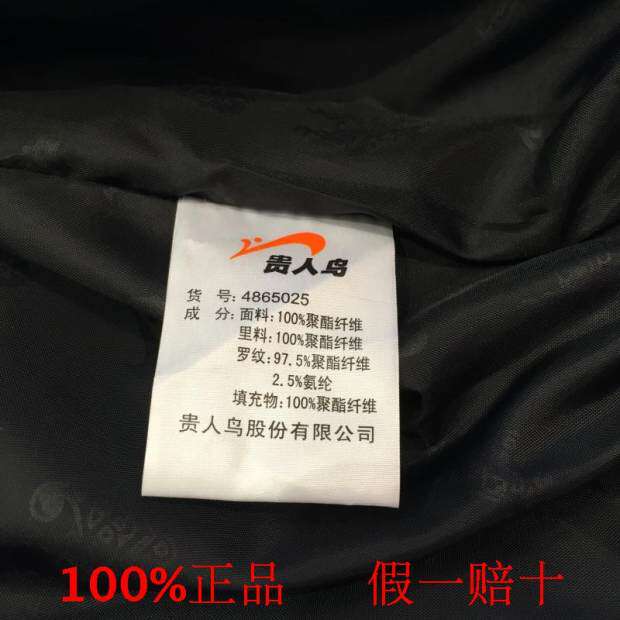 贵人鸟
货 号:4865025
成 分:面料:100%聚酯纤维
里料:100%聚酯纤维
罗纹:97.5%聚酯纤维
2.5%氨纶
填充物:100%聚酯纤维
贵人鸟股份有限公司
100%正品 假一赔十